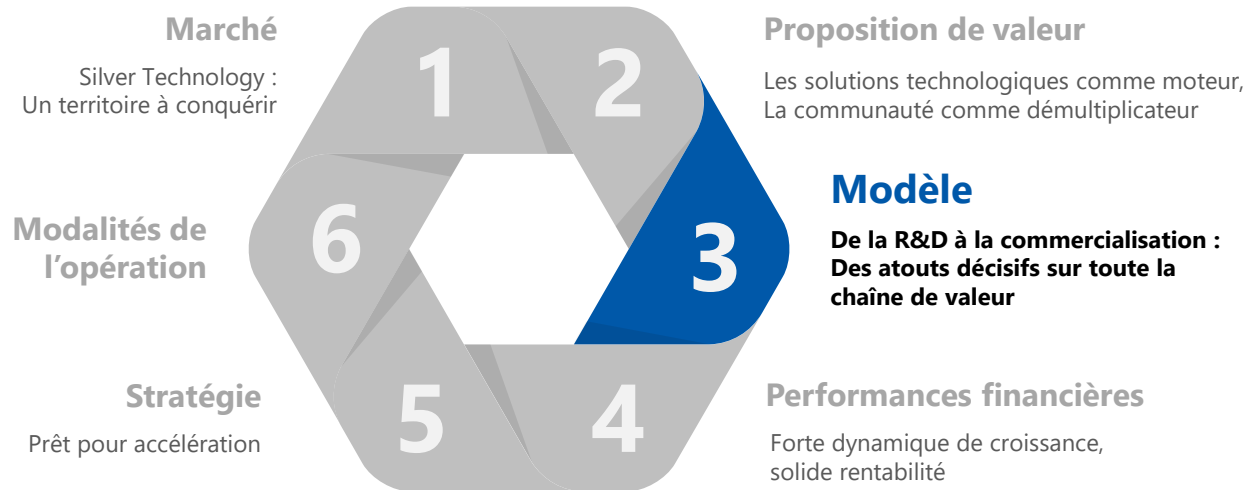 Marché
Silver Technology :
Un territoire à conquérir
1
2
Proposition de valeur
Les solutions technologiques comme moteur,
La communauté comme démultiplicateur
3
Modèle
De la R&D à la commercialisation :
Des atouts décisifs sur toute la
chaîne de valeur
4
Performances financières
Forte dynamique de croissance,
solide rentabilité
5
Stratégie
Prêt pour accélération
6
Modalités de
l’opération